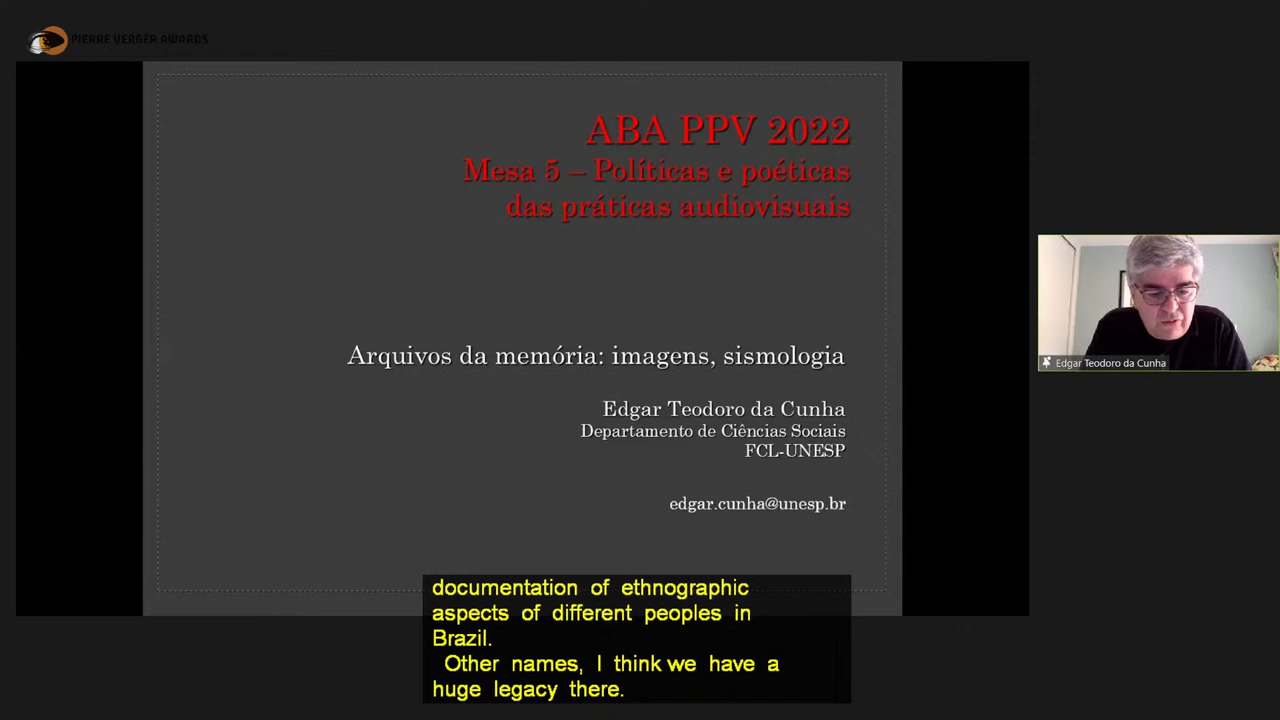 PIERRE VERGER AWARDS
ABA PPV 2022
Mesa 5 – Políticas e poéticas
das práticas audiovisuais
Arquivos da memória: imagens, sismologia
Edgar Teodoro da Cunha
Departamento de Ciências Sociais
FCL-UNESP
edgar.cunha@unesp.br
Edgar Teodoro da Cunha
documentation of ethnographic
aspects of different peoples in
Brazil.
Other names, I think we have a
huge legacy there.